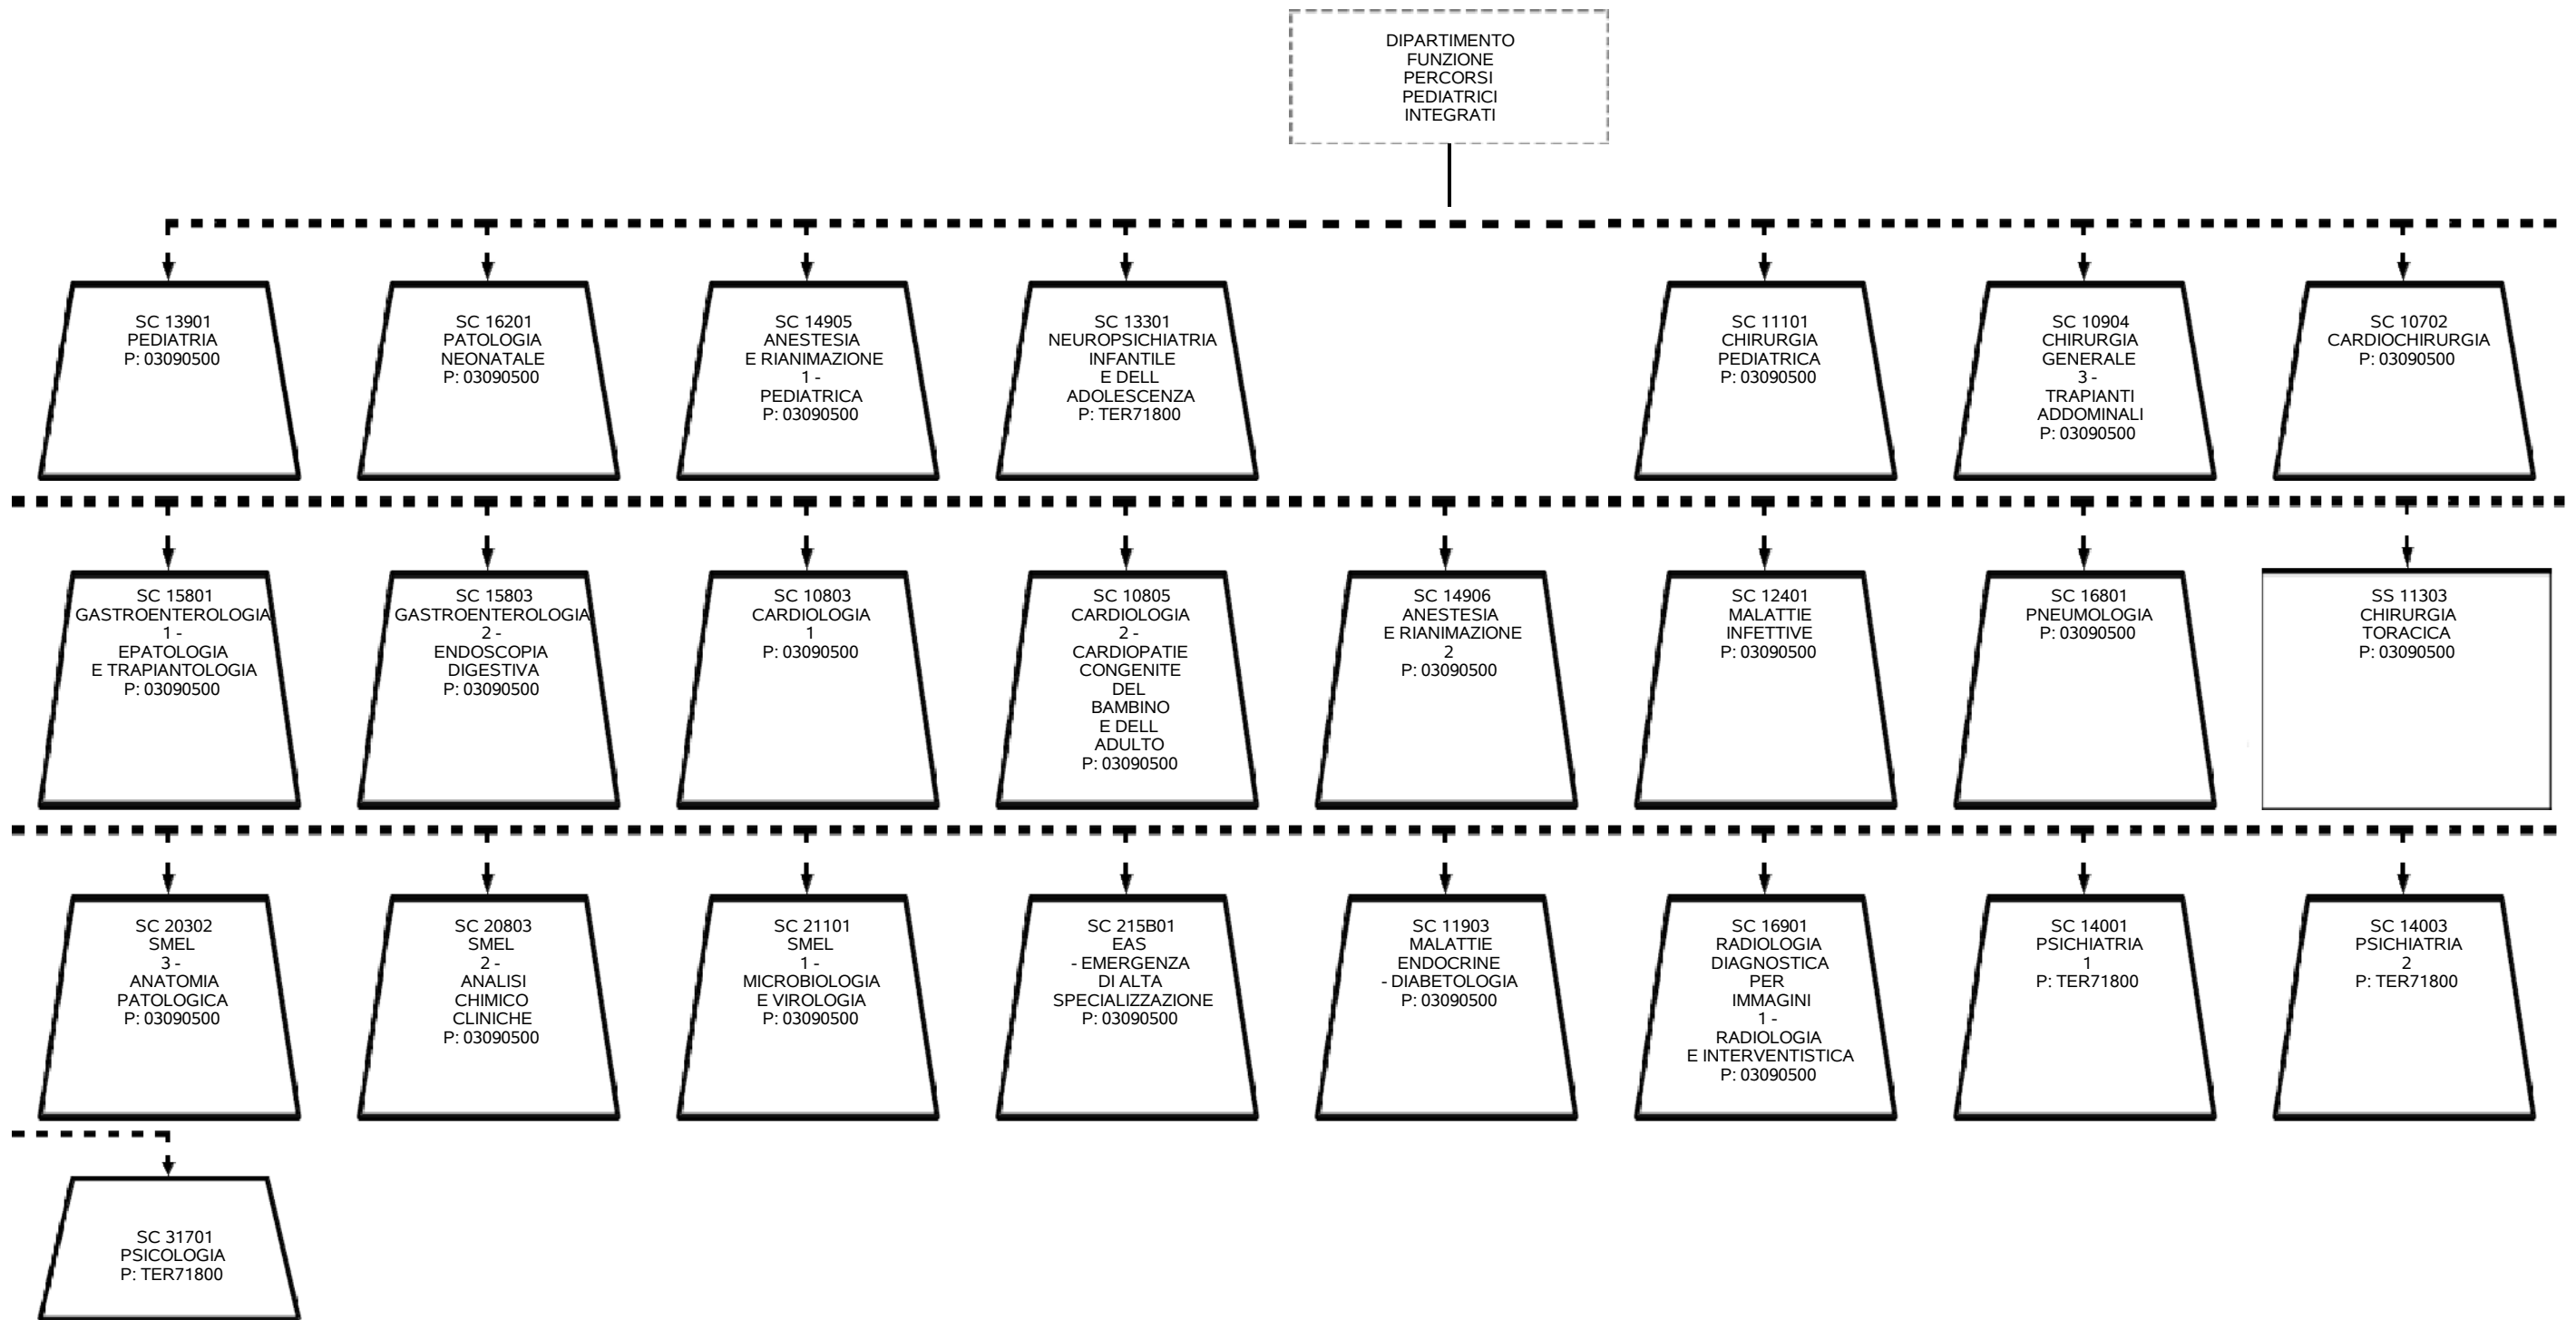 DIPARTIMENTO
FUNZIONE
PERCORSI
PEDIATRICI
INTEGRATI
SC 13901
PEDIATRIA
P: 03090500
SC 16201
PATOLOGIA
NEONATALE
P: 03090500
SC 14905
ANESTESIA
E RIANIMAZIONE
1 -
PEDIATRICA
P: 03090500
SC 13301
NEUROPSICHIATRIA
INFANTILE
E DELL
ADOLESCENZA
P: TER71800
SC 11101
CHIRURGIA
PEDIATRICA
P: 03090500
SC 10904
CHIRURGIA
GENERALE
3 -
TRAPIANTI
ADDOMINALI
P: 03090500
SC 10702
CARDIOCHIRURGIA
P: 03090500
SC 15801
GASTROENTEROLOGIA
1 -
EPATOLOGIA
E TRAPIANTOLOGIA
P: 03090500
SC 15803
GASTROENTEROLOGIA
2 -
ENDOSCOPIA
DIGESTIVA
P: 03090500
SC 10803
CARDIOLOGIA
1
P: 03090500
SC 10805
CARDIOLOGIA
2 -
CARDIOPATIE
CONGENITE
DEL
BAMBINO
E DELL
ADULTO
P: 03090500
SC 14906
ANESTESIA
E RIANIMAZIONE
2
P: 03090500
SC 12401
MALATTIE
INFETTIVE
P: 03090500
SC 16801
PNEUMOLOGIA
P: 03090500
SS 11303
CHIRURGIA
TORACICA
P: 03090500
SC 20302
SMEL
3 -
ANATOMIA
PATOLOGICA
P: 03090500
SC 20803
SMEL
2 -
ANALISI
CHIMICO
CLINICHE
P: 03090500
SC 21101
SMEL
1 -
MICROBIOLOGIA
E VIROLOGIA
P: 03090500
SC 215B01
EAS
- EMERGENZA
DI ALTA
SPECIALIZZAZIONE
P: 03090500
SC 11903
MALATTIE
ENDOCRINE
- DIABETOLOGIA
P: 03090500
SC 16901
RADIOLOGIA
DIAGNOSTICA
PER
IMMAGINI
1 -
RADIOLOGIA
E INTERVENTISTICA
P: 03090500
SC 14001
PSICHIATRIA
1
P: TER71800
SC 14003
PSICHIATRIA
2
P: TER71800
SC 31701
PSICOLOGIA
P: TER71800